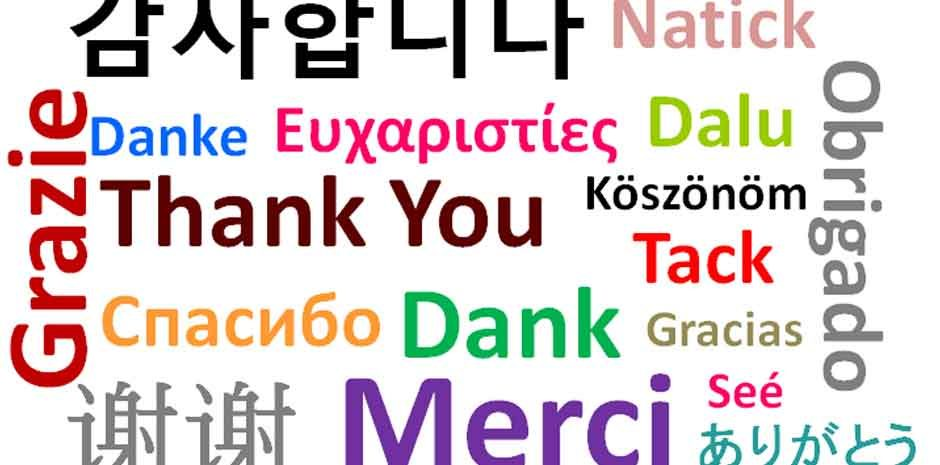 감사합니다
Natick
Grazie
Danke
Ευχαριστίες
Dalu
Obrigado
Thank You
Köszönöm
Tack
Спасибо
Dank
Gracias
谢谢
Merci
Seé
ありがとう